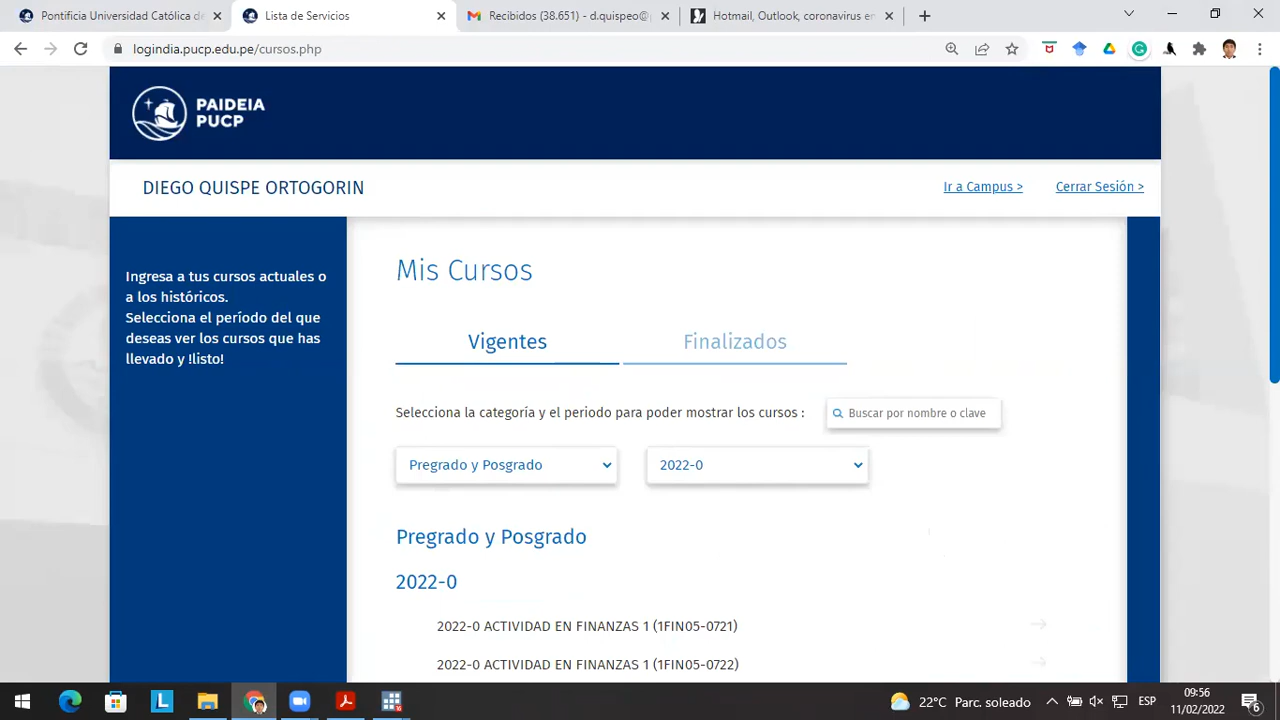 Pontificia Universidad Católica de
Lista de Servicios
Recibidos (38.651) - d.quispeo@
Hotmail, Outlook, coronavirus en
logindia.pucp.edu.pe/cursos.php
PAIDEIA
PUCP
DIEGO QUISPE ORTOGORIN
Ir a Campus >
Cerrar Sesión >
Ingresa a tus cursos actuales o
a los históricos.
Selecciona el período del que
deseas ver los cursos que has
llevado y !listo!
Mis Cursos
Vigentes
Finalizados
Selecciona la categoría y el periodo para poder mostrar los cursos :
Buscar por nombre o clave
Pregrado y Posgrado
2022-0
Pregrado y Posgrado
2022-0
2022-0 ACTIVIDAD EN FINANZAS 1 (1FIN05-0721)
2022-0 ACTIVIDAD EN FINANZAS 1 (1FIN05-0722)
22°C Parc. soleado
ESP
09:56
11/02/2022
6